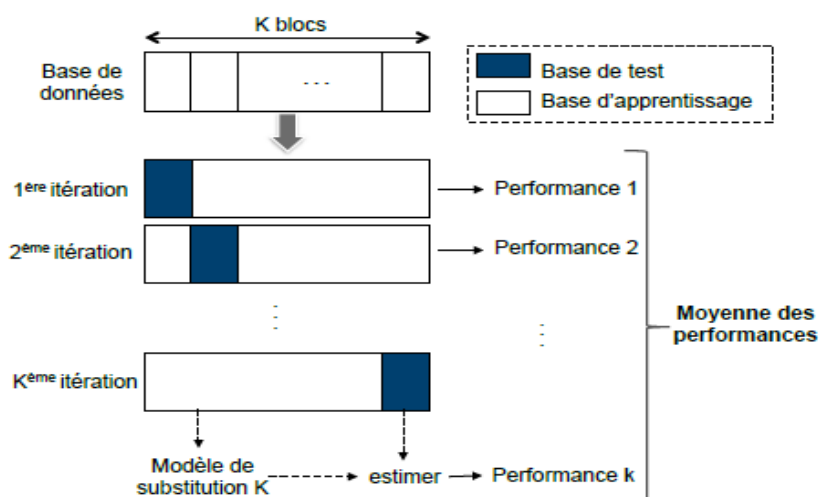 K blocs
Base de
données
...
Base de test
Base d'apprentissage
1ère itération
Performance 1
2ème itération
Performance 2
Moyenne des
performances
Kème itération
Modèle de
substitution K
estimer
Performance k